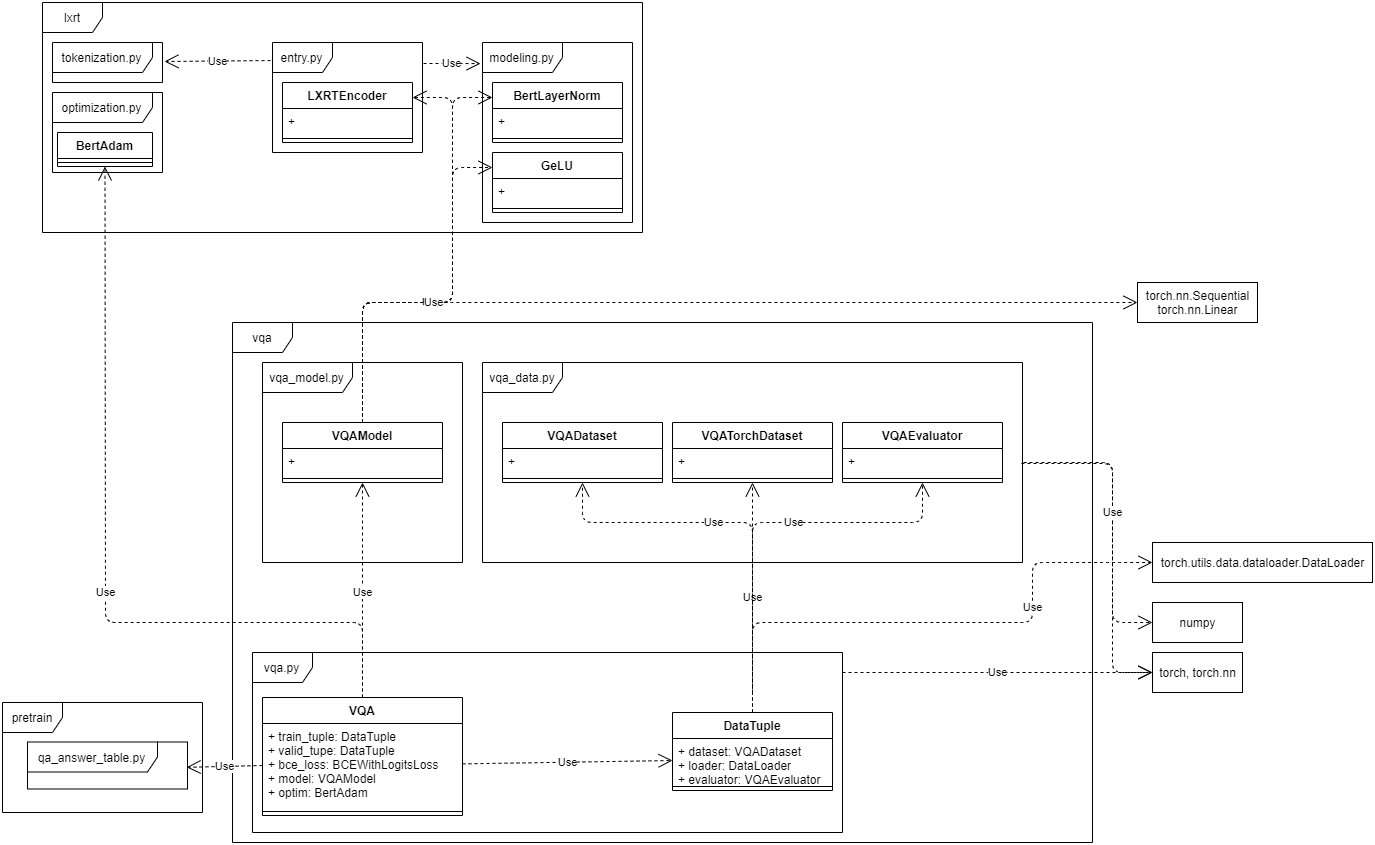 lxrt
tokenization.py
Use
entry.py
Use
modeling.py
LXRTEncoder
+
BertLayerNorm
+
optimization.py
BertAdam
GeLU
+
Use
torch.nn.Sequential
torch.nn.Linear
vqa
vqa_model.py
vqa_data.py
VQAModel
+
VQADataset
+
VQATorchDataset
+
VQAEvaluator
+
Use
Use
Use
Use
Use
Use
Use
torch.utils.data.dataloader.DataLoader
numpy
torch, torch.nn
Use
vqa.py
VQA
+ train_tuple: DataTuple
+ valid_tupe: DataTuple
+ bce_loss: BCEWithLogitsLoss
+ model: VQAModel
+ optim: BertAdam
Use
DataTuple
+ dataset: VQADataset
+ loader: DataLoader
+ evaluator: VQAEvaluator
pretrain
qa_answer_table.py
Use